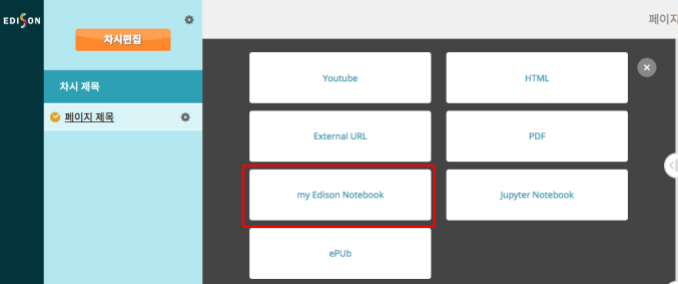 EDISON
차시편집
차시 제목
페이지 제목
페이지
Youtube
HTML
External URL
PDF
my Edison Notebook
Jupyter Notebook
ePUb